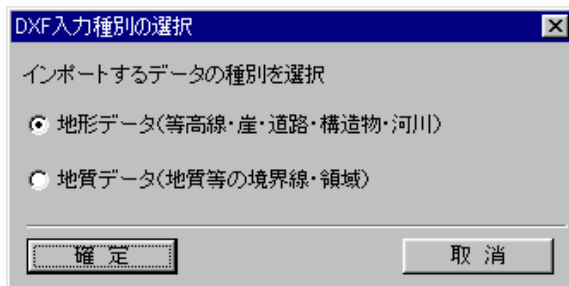 DXF入力種別の選択
インポートするデータの種別を選択
地形データ(等高線・崖・道路・構造物・河川)
地質データ(地質等の境界線・領域)
確 定
取 消